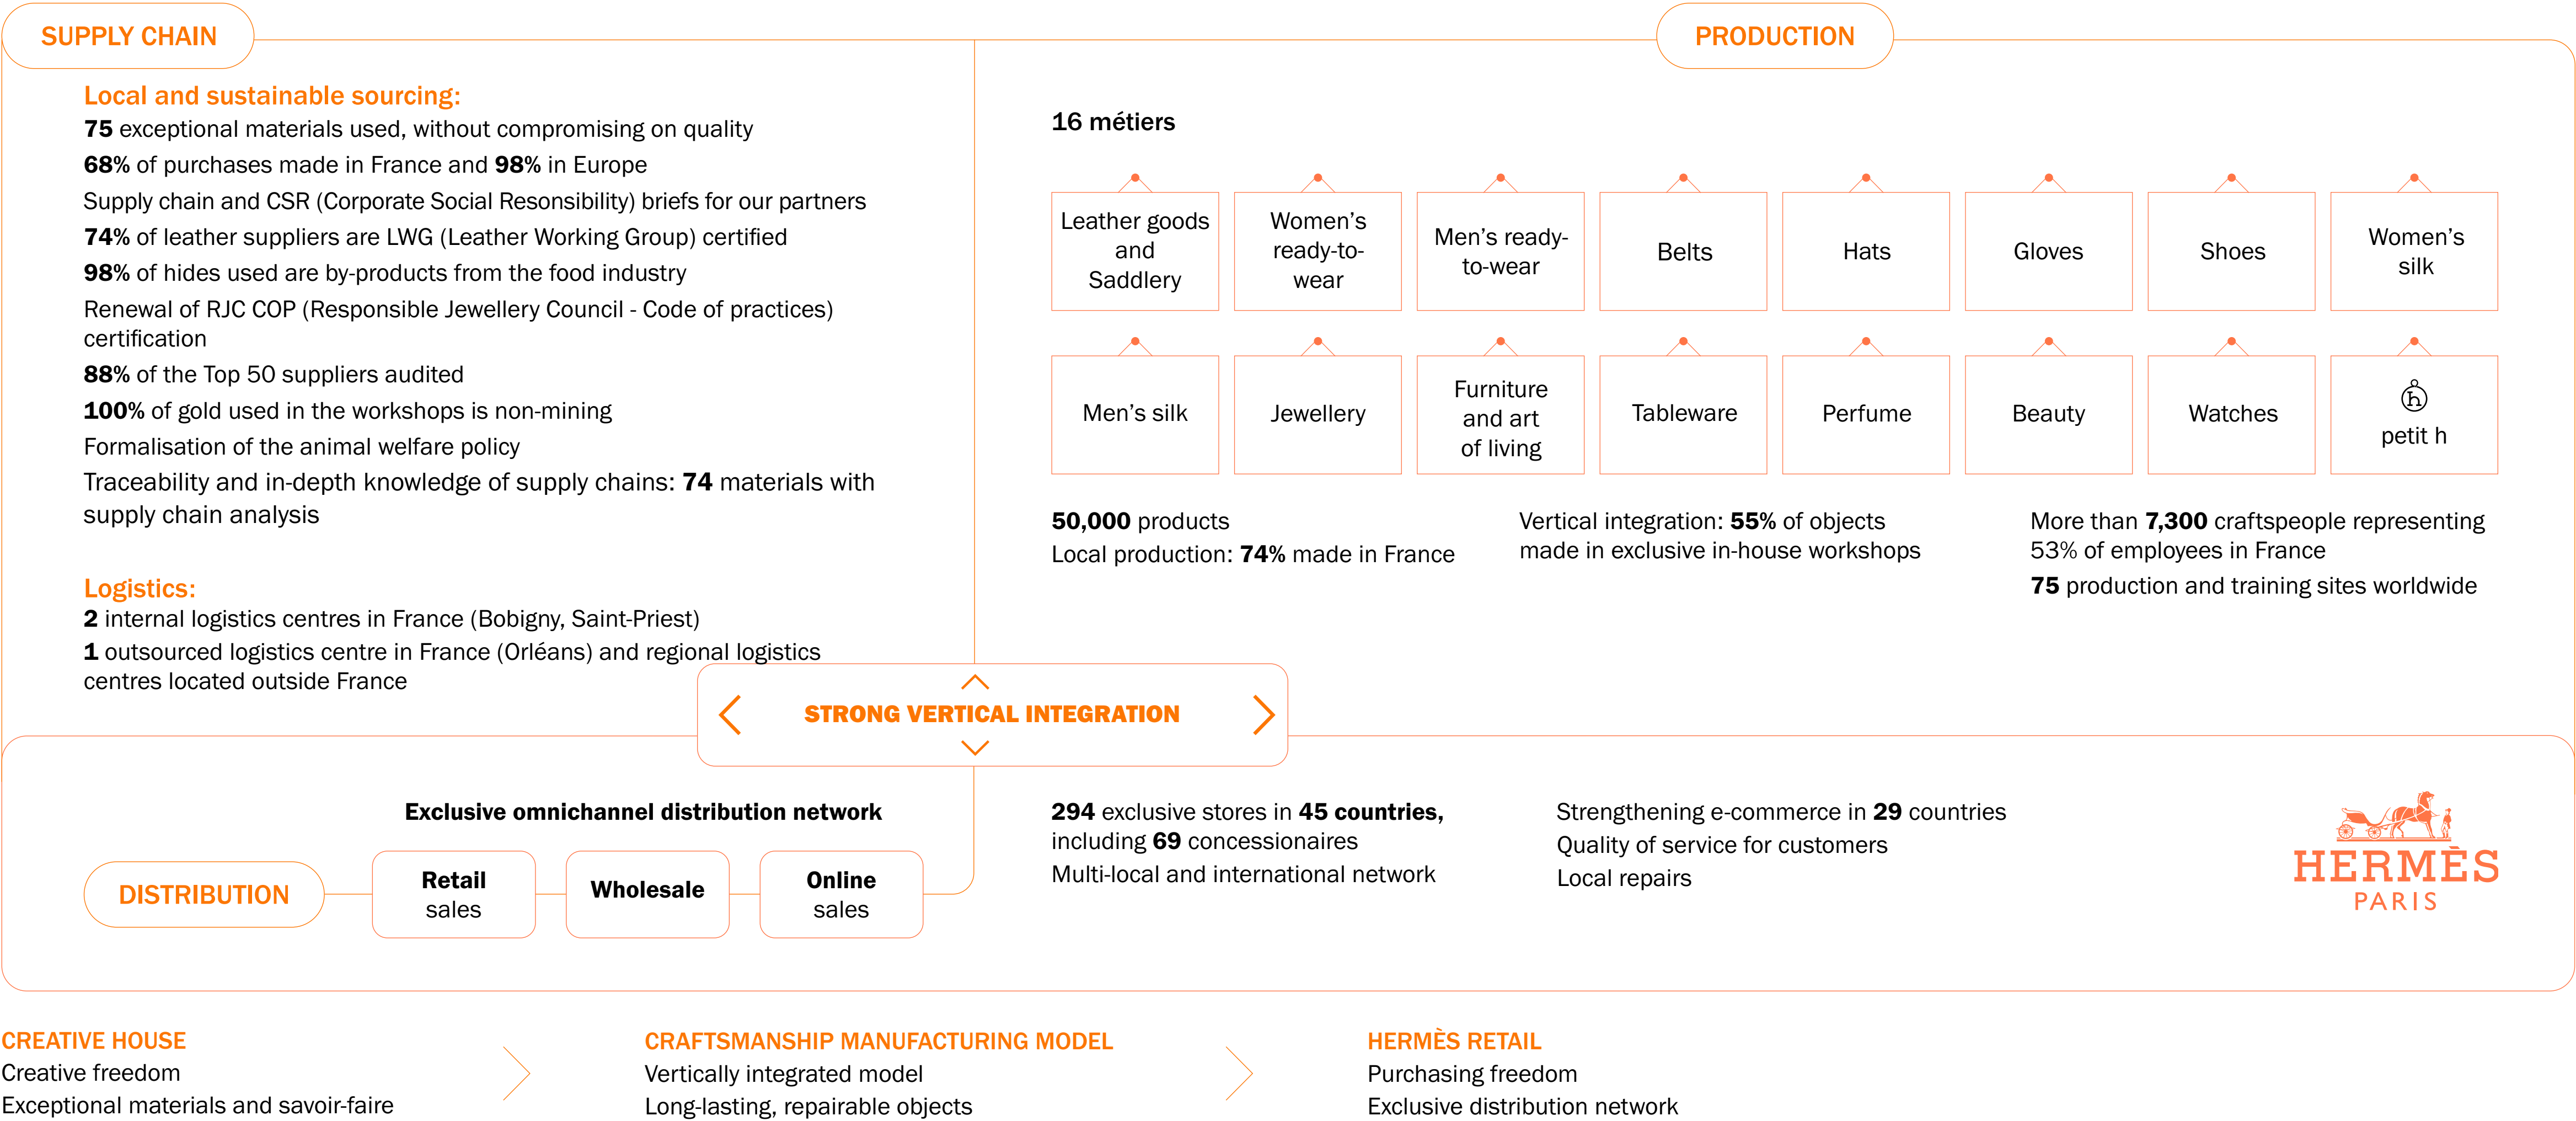 SUPPLY CHAIN
Local and sustainable sourcing:
75 exceptional materials used, without compromising on quality
68% of purchases made in France and 98% in Europe
Supply chain and CSR (Corporate Social Resonsibility) briefs for our partners
74% of leather suppliers are LWG (Leather Working Group) certified
98% of hides used are by-products from the food industry
Renewal of RJC COP (Responsible Jewellery Council - Code of practices)
certification
88% of the Top 50 suppliers audited
100% of gold used in the workshops is non-mining
Formalisation of the animal welfare policy
Traceability and in-depth knowledge of supply chains: 74 materials with
supply chain analysis
Logistics:
2 internal logistics centres in France (Bobigny, Saint-Priest)
1 outsourced logistics centre in France (Orléans) and regional logistics
centres located outside France
PRODUCTION
16 métiers
Leather goods
and
Saddlery
Women's
ready-to-
wear
Men's ready-
to-wear
Belts
Hats
Gloves
Shoes
Women's
silk
Men's silk
Jewellery
Furniture
and art
of living
Tableware
Perfume
Beauty
Watches
h
petit h
50,000 products
Local production: 74% made in France
Vertical integration: 55% of objects
made in exclusive in-house workshops
More than 7,300 craftspeople representing
53% of employees in France
75 production and training sites worldwide
STRONG VERTICAL INTEGRATION
DISTRIBUTION
Exclusive omnichannel distribution network
Retail
sales
Wholesale
Online
sales
294 exclusive stores in 45 countries,
including 69 concessionaires
Multi-local and international network
Strengthening e-commerce in 29 countries
Quality of service for customers
Local repairs
HERMÈS
PARIS
CREATIVE HOUSE
Creative freedom
Exceptional materials and savoir-faire
CRAFTSMANSHIP MANUFACTURING MODEL
Vertically integrated model
Long-lasting, repairable objects
HERMÈS RETAIL
Purchasing freedom
Exclusive distribution network